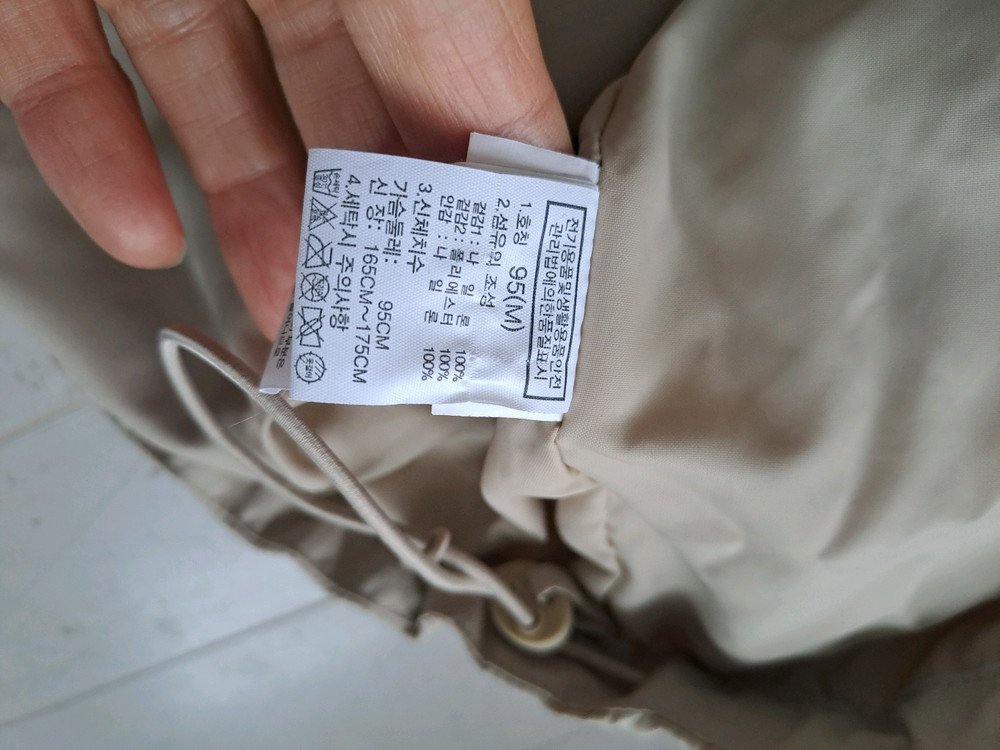 전기용품및생활용품안전
관리법에의한품질표시
1.호칭 95(M)
2.섬유의 조성
겉감1 : 나 일 론 100%
겉감2 : 폴리에스터 100%
안감 : 나 일 론 100%
3.신체치수
가슴둘레: 95CM
신 장: 165CM~175CM
4.세탁시 주의사항